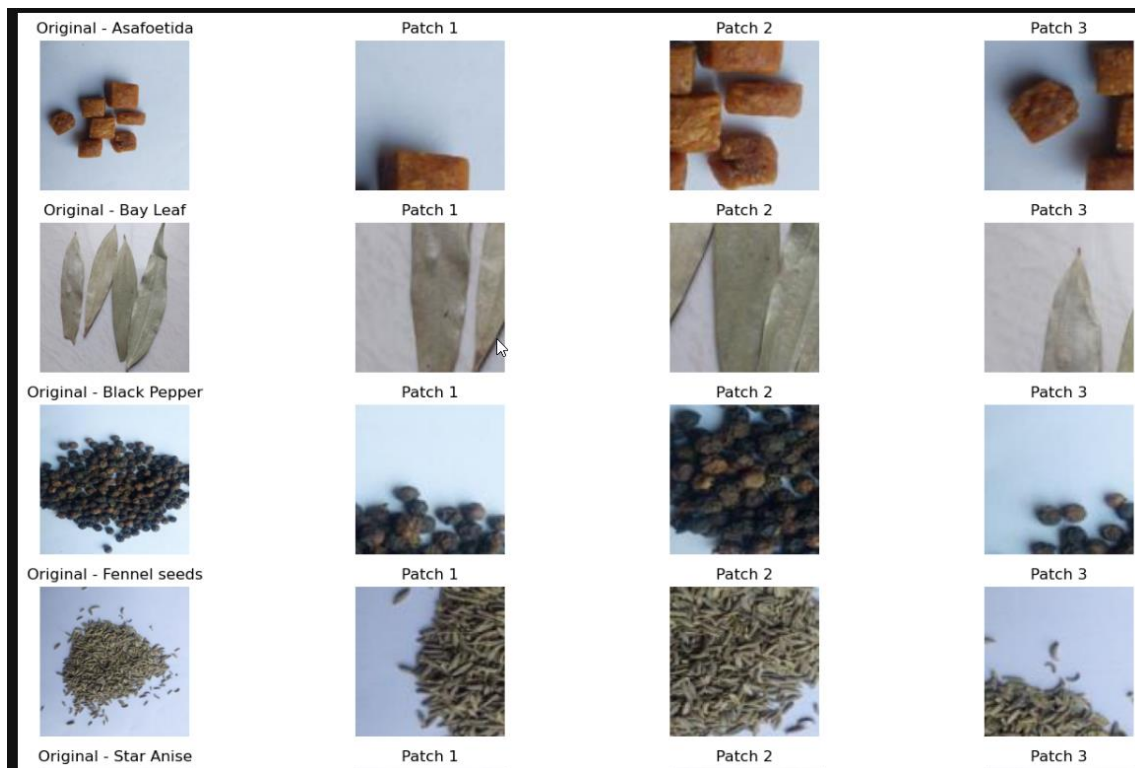 Original - Asafoetida Patch 1 Patch 2 Patch 3
Original - Bay Leaf Patch 1 Patch 2 Patch 3
Original - Black Pepper Patch 1 Patch 2 Patch 3
Original - Fennel seeds Patch 1 Patch 2 Patch 3
Original - Star Anise Patch 1 Patch 2 Patch 3